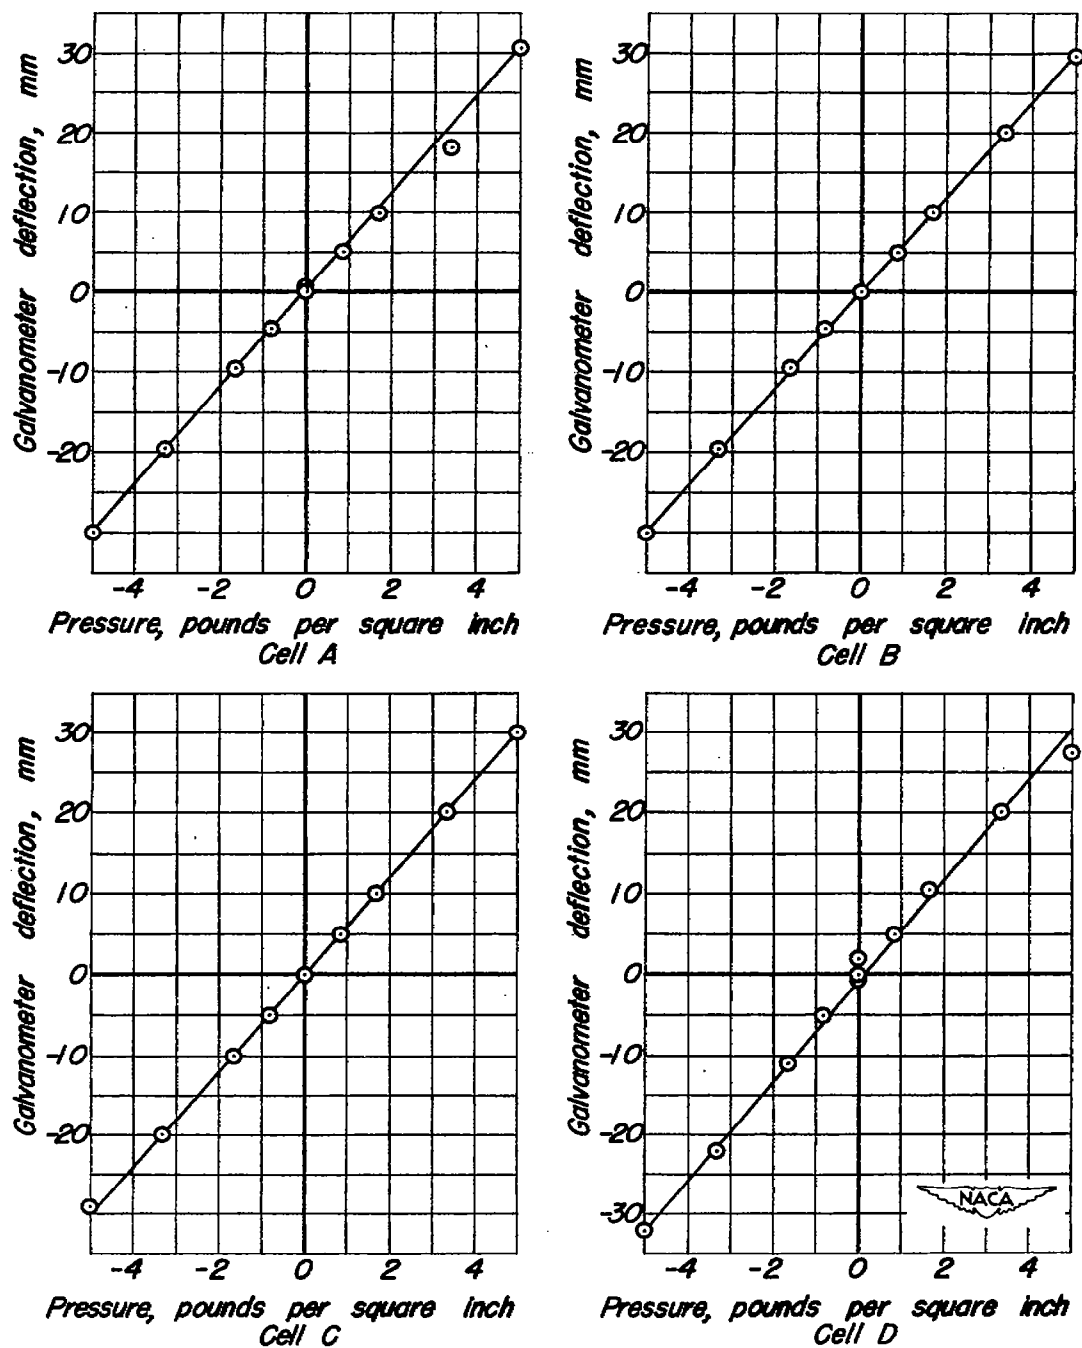 Galvanometer deflection, mm
30
20
10
0
-10
-20
-4 -2 0 2 4
Pressure, pounds per square inch
Cell A
Galvanometer deflection, mm
30
20
10
0
-10
-20
-4 -2 0 2 4
Pressure, pounds per square inch
Cell B
Galvanometer deflection, mm
30
20
10
0
-10
-20
-4 -2 0 2 4
Pressure, pounds per square inch
Cell C
Galvanometer deflection, mm
30
20
10
0
-10
-20
-30
NACA
-4 -2 0 2 4
Pressure, pounds per square inch
Cell D